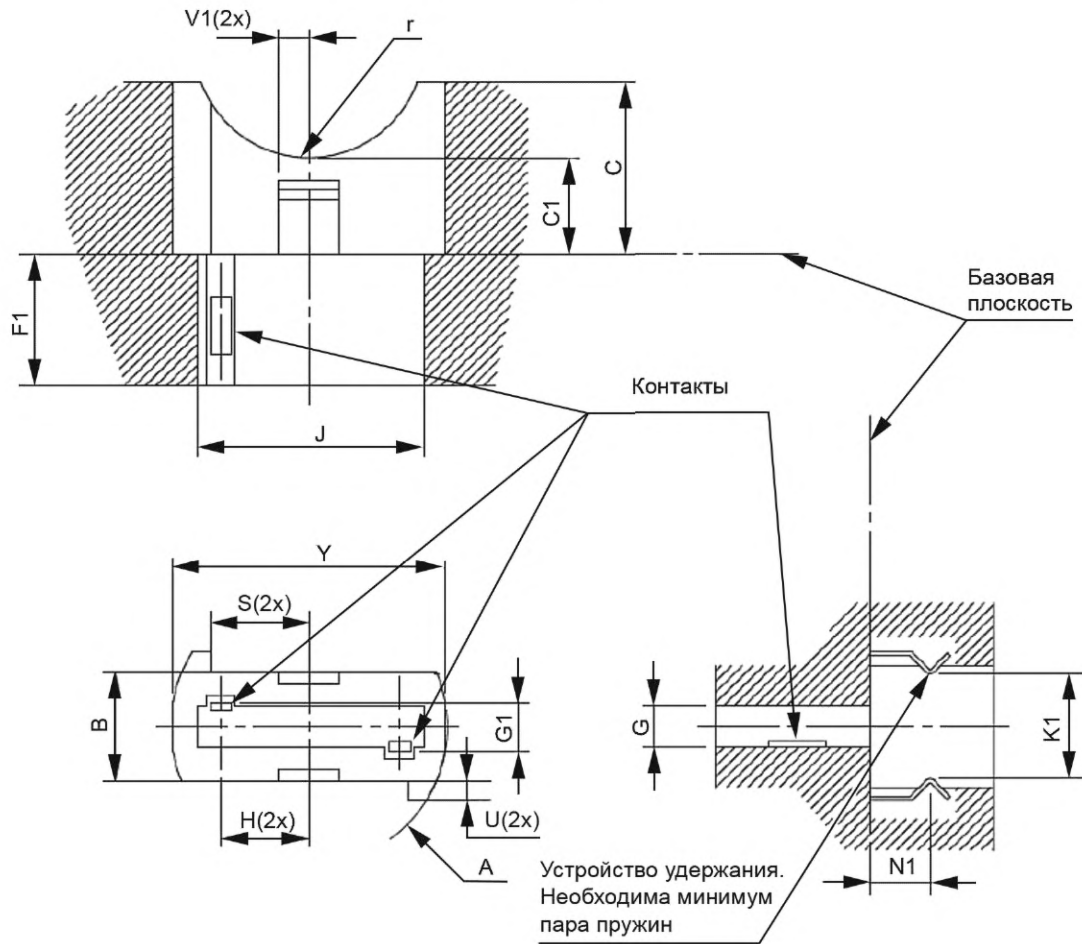 V1(2x)
r
C
C1
F1
Базовая
плоскость
Контакты
J
Y
S(2x)
B
G1
G
K1
H(2x)
U(2x)
A
N1
Устройство удержания.
Необходима минимум
пара пружин